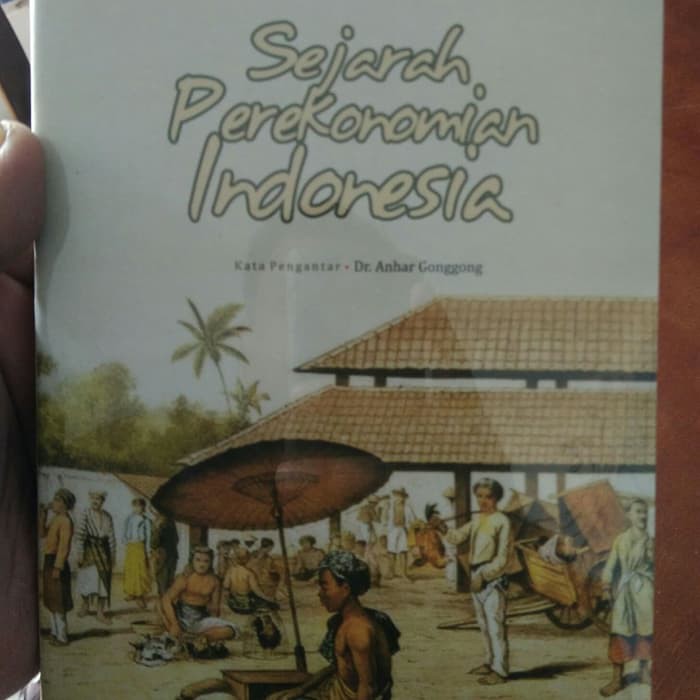 Sejarah
Perekonomian
Indonesia
Kata Pengantar • Dr. Anhar Gonggong